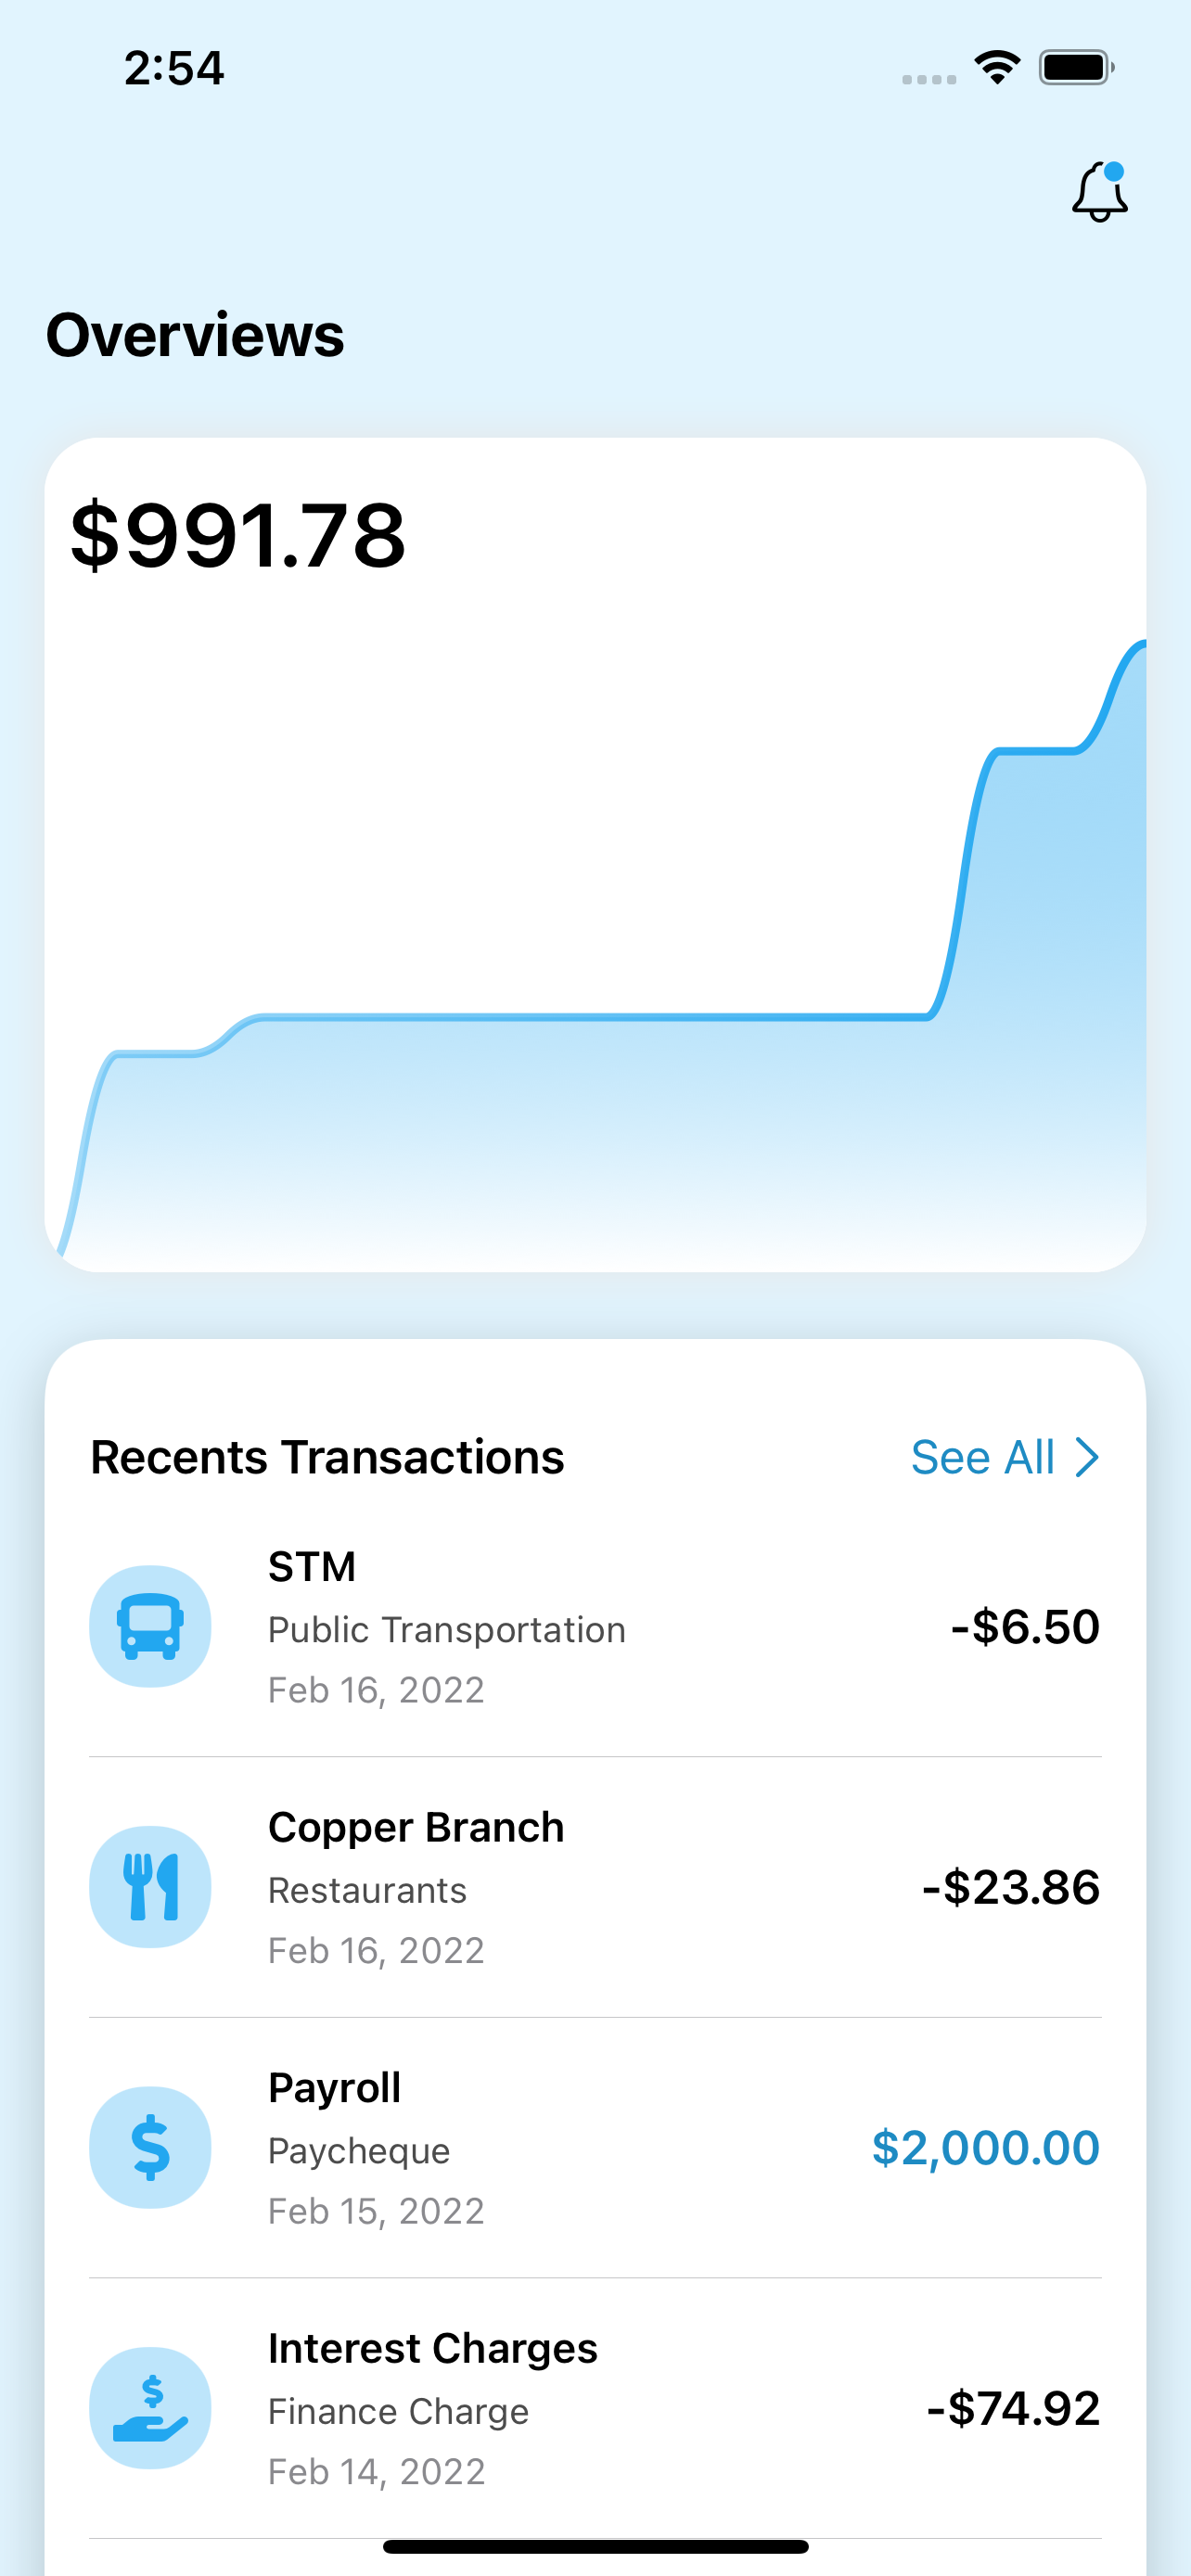 2:54
Overviews
$991.78
Recents Transactions
See All
STM
Public Transportation
-$6.50
Feb 16, 2022
Copper Branch
Restaurants
-$23.86
Feb 16, 2022
Payroll
Paycheque
$2,000.00
Feb 15, 2022
Interest Charges
Finance Charge
-$74.92
Feb 14, 2022